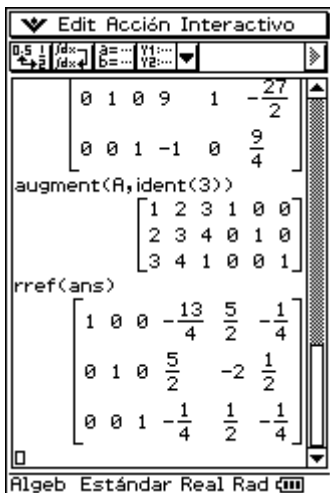 Edit Acción Interactivo
0 1 0 9 1 -27/2
0 0 1 -1 0 9/4
augment(A,ident(3))
[1 2 3 1 0 0
2 3 4 0 1 0
3 4 1 0 0 1]
rref(ans)
[1 0 0 -13/4 5/2 -1/4
0 1 0 5/2 -2 1/2
0 0 1 -1/4 1/2 -1/4]
Algeb Estándar Real Rad